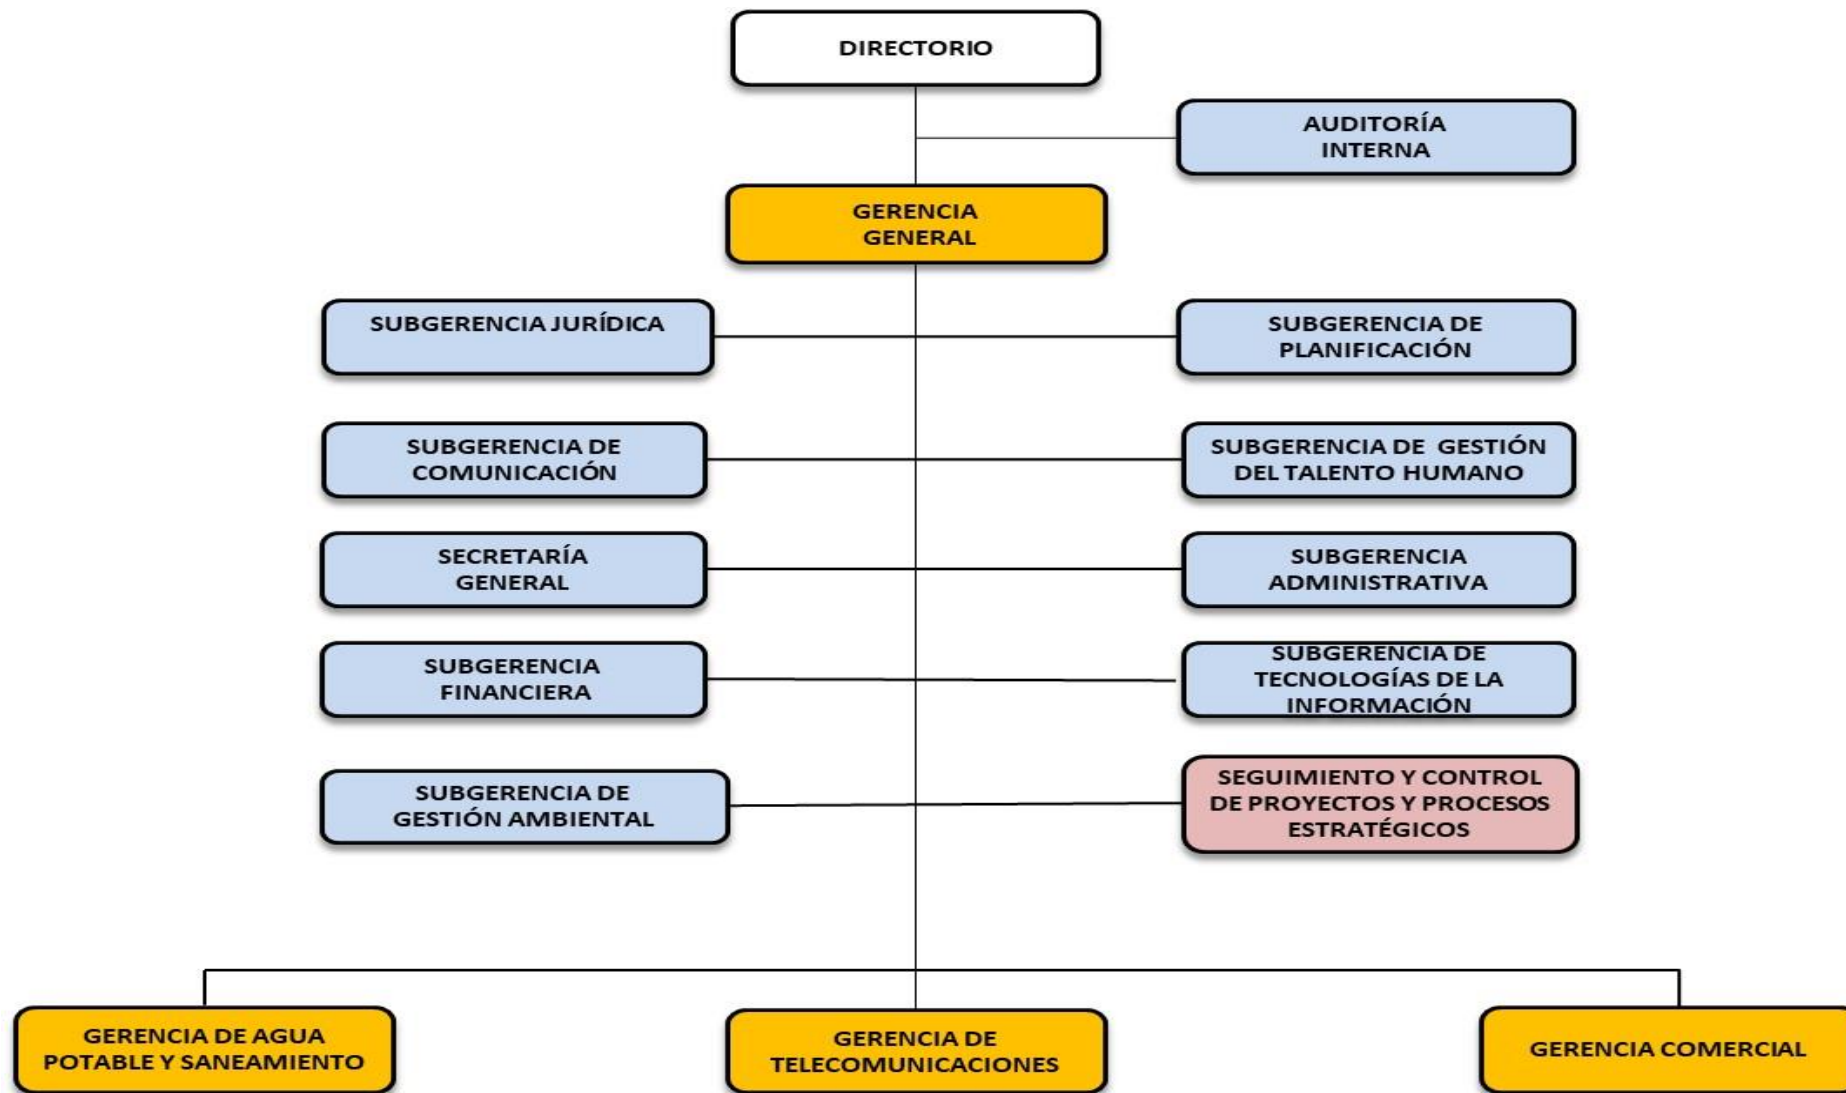 DIRECTORIO
AUDITORÍA
INTERNA
GERENCIA
GENERAL
SUBGERENCIA JURÍDICA
SUBGERENCIA DE
PLANIFICACIÓN
SUBGERENCIA DE
COMUNICACIÓN
SUBGERENCIA DE GESTIÓN
DEL TALENTO HUMANO
SECRETARÍA
GENERAL
SUBGERENCIA
ADMINISTRATIVA
SUBGERENCIA
FINANCIERA
SUBGERENCIA DE
TECNOLOGÍAS DE LA
INFORMACIÓN
SUBGERENCIA DE
GESTIÓN AMBIENTAL
SEGUIMIENTO Y CONTROL
DE PROYECTOS Y PROCESOS
ESTRATÉGICOS
GERENCIA DE AGUA
POTABLE Y SANEAMIENTO
GERENCIA DE
TELECOMUNICACIONES
GERENCIA COMERCIAL